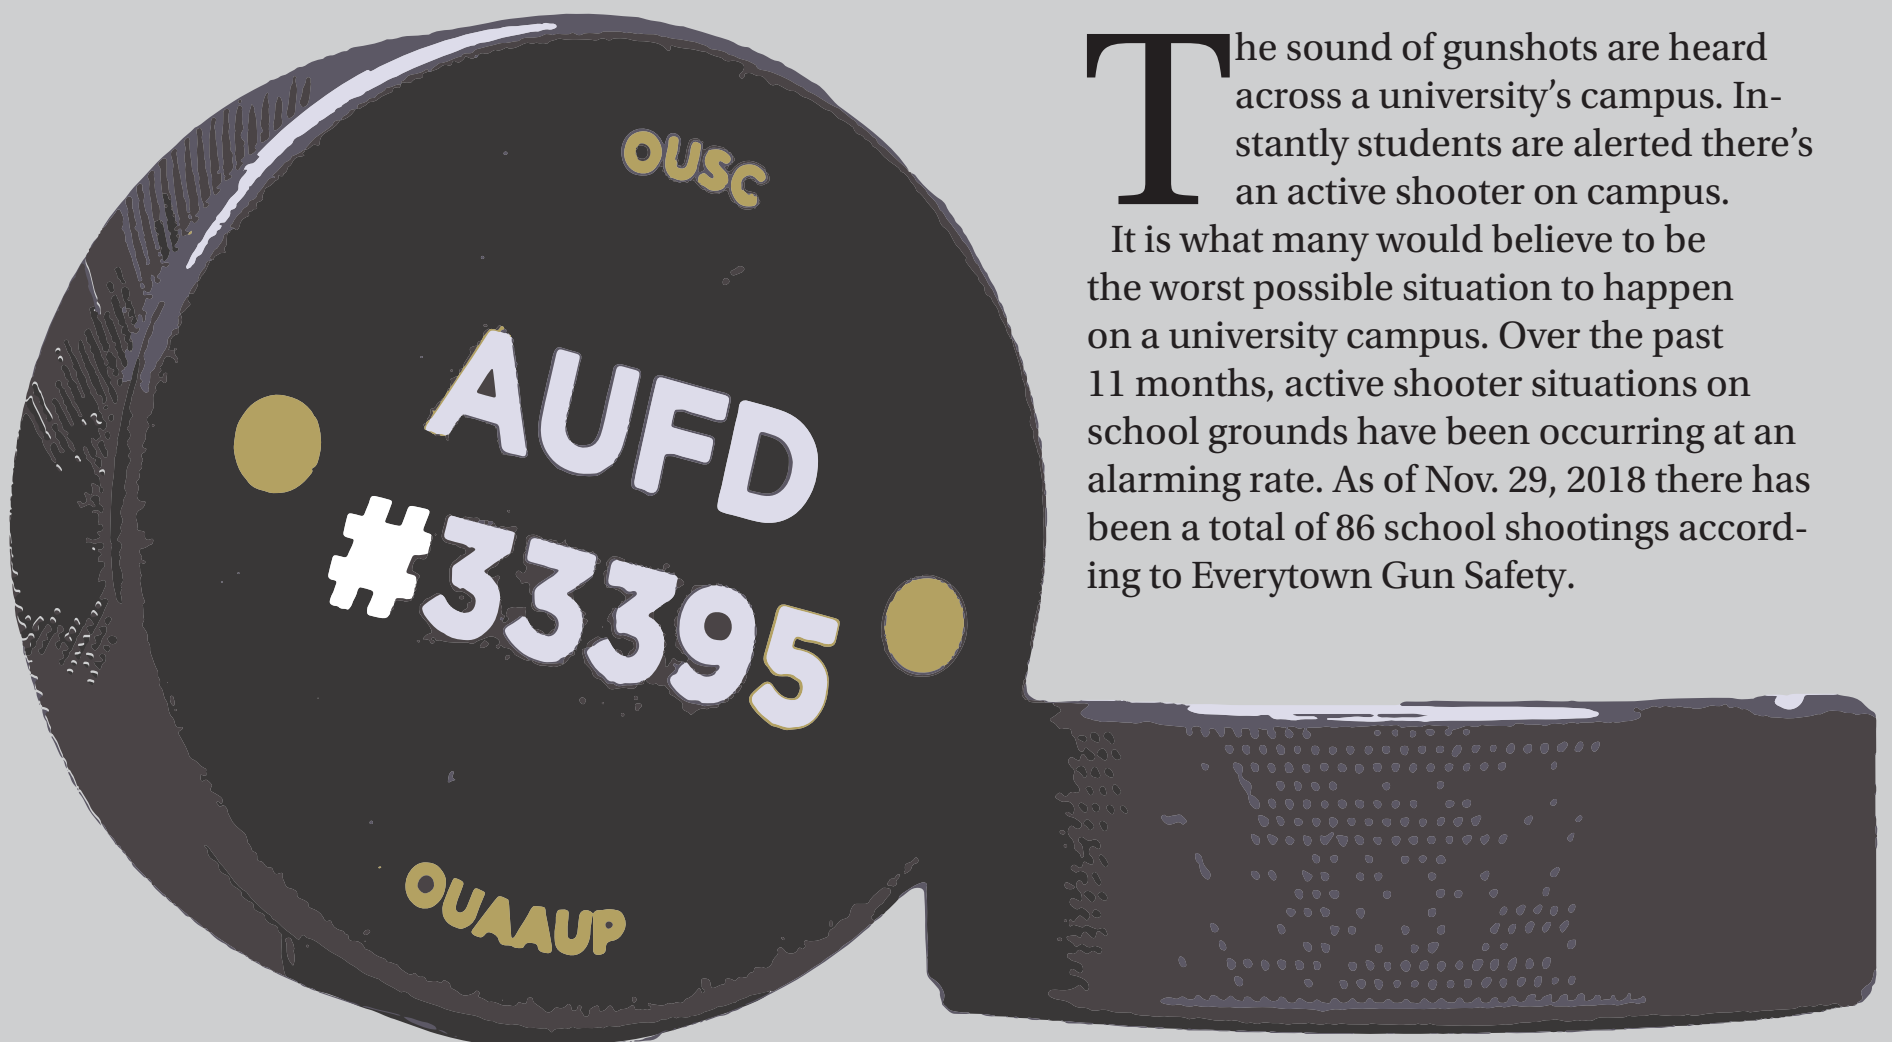 OUSC
AUFD
#33395
OUAAUP
The sound of gunshots are heard
across a university’s campus. In-
stantly students are alerted there’s
an active shooter on campus.
It is what many would believe to be
the worst possible situation to happen
on a university campus. Over the past
11 months, active shooter situations on
school grounds have been occurring at an
alarming rate. As of Nov. 29, 2018 there has
been a total of 86 school shootings accord-
ing to Everytown Gun Safety.